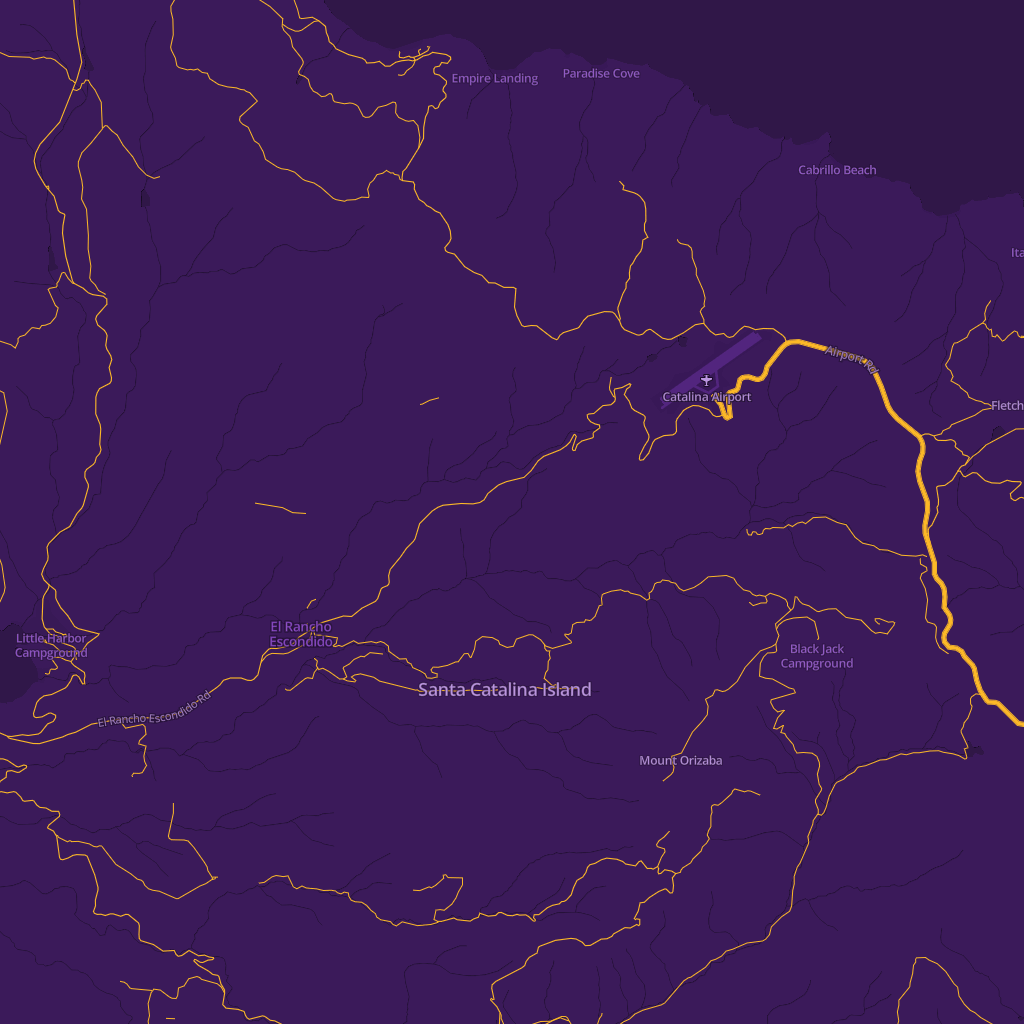 Paradise Cove
Empire Landing
Cabrillo Beach
Ita
Airport Rd
Catalina Airport
Fletch
El Rancho
Escondido
Little Harbor
Campground
Black Jack
Campground
Santa Catalina Island
El Rancho Escondido Rd
Mount Orizaba